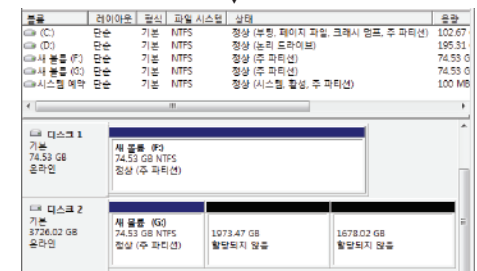 볼륨 레이아웃 형식 파일 시스템 상태 용량
(C:) 단순 기본 NTFS 정상 (부팅, 페이지 파일, 크래시 덤프, 주 파티션) 102.67
(D:) 단순 기본 NTFS 정상 (논리 드라이브) 195.31
새 볼륨 (F:) 단순 기본 NTFS 정상 (주 파티션) 74.53 G
새 볼륨 (G:) 단순 기본 NTFS 정상 (주 파티션) 74.53 G
시스템 예약 단순 기본 NTFS 정상 (시스템, 활성, 주 파티션) 100 MB
디스크 1
기본
74.53 GB
온라인
새 볼륨 (F:)
74.53 GB NTFS
정상 (주 파티션)
디스크 2
기본
3726.02 GB
온라인
새 볼륨 (G:)
74.53 GB NTFS
정상 (주 파티션)
1973.47 GB
할당되지 않음
1678.02 GB
할당되지 않음